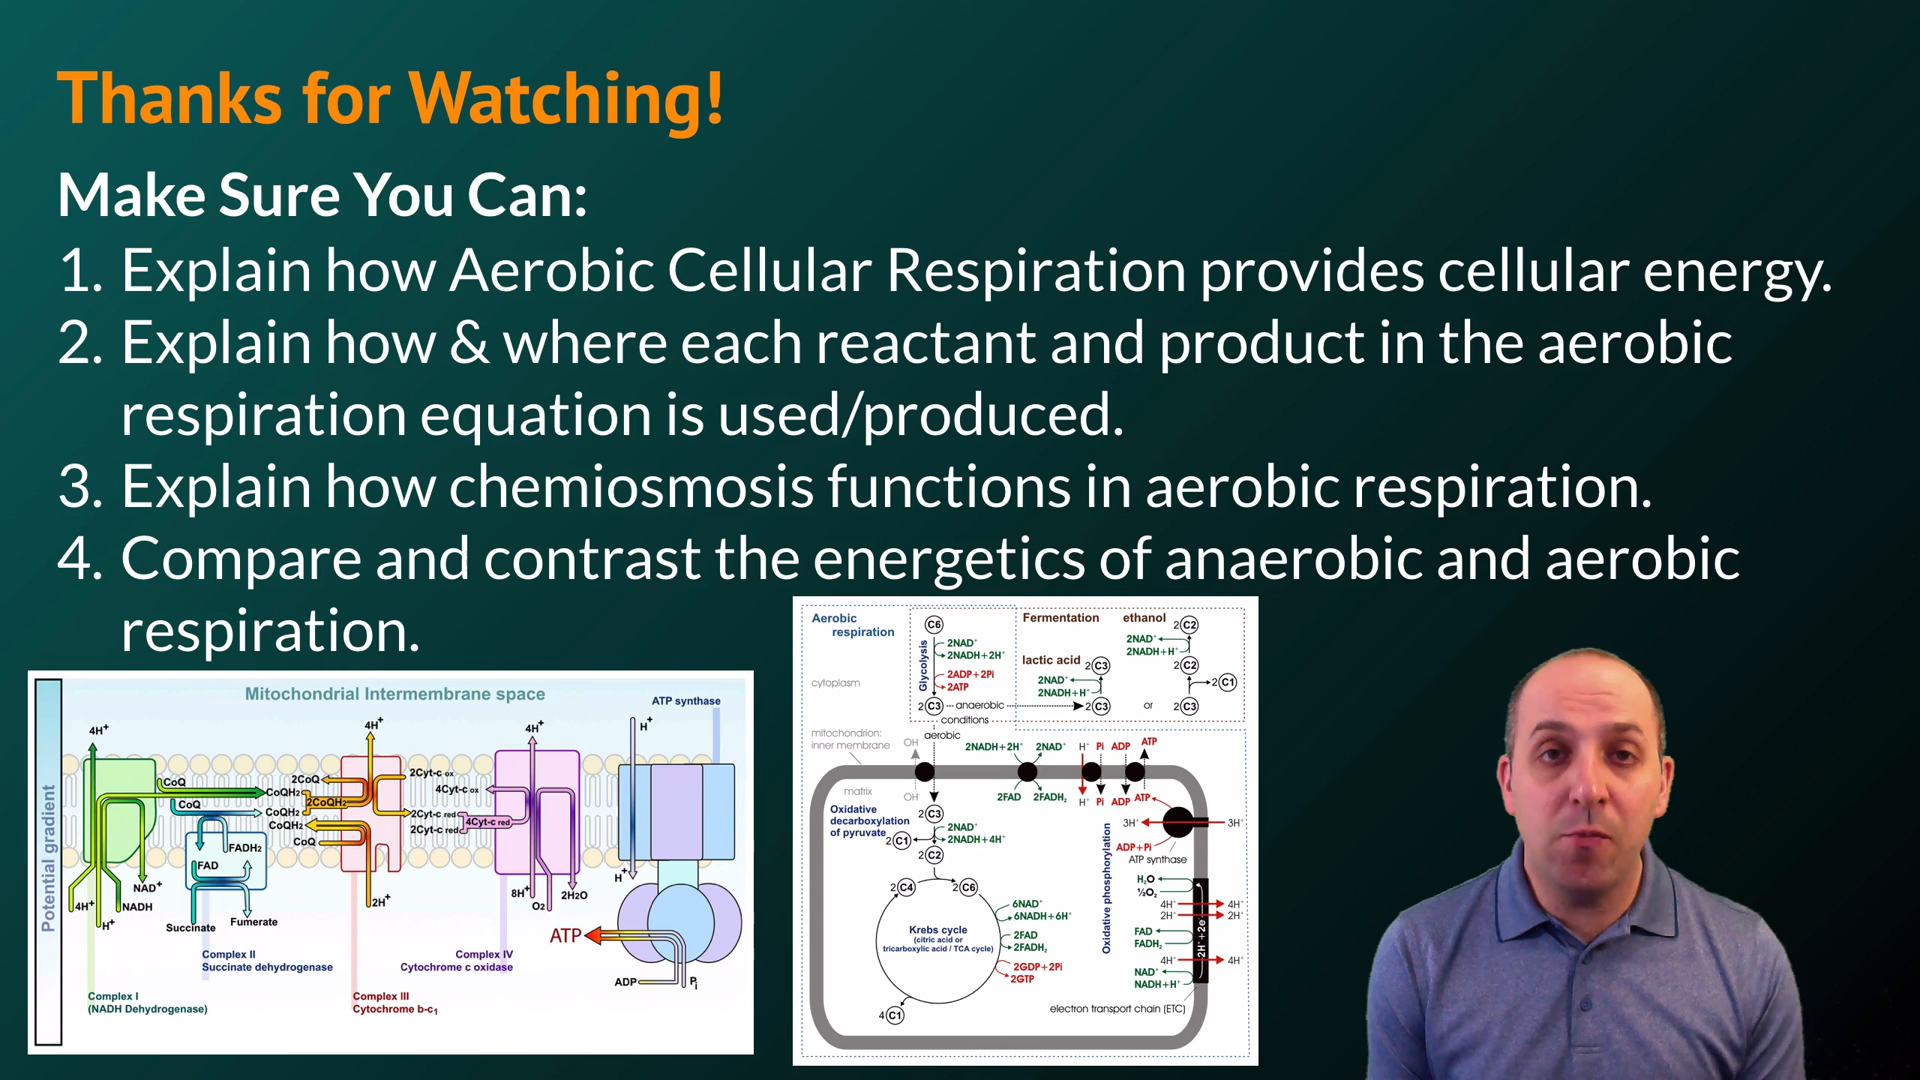 Thanks for Watching!
Make Sure You Can:
1. Explain how Aerobic Cellular Respiration provides cellular energy.
2. Explain how & where each reactant and product in the aerobic
respiration equation is used/produced.
3. Explain how chemiosmosis functions in aerobic respiration.
4. Compare and contrast the energetics of anaerobic and aerobic
respiration.
Mitochondrial Intermembrane space
ATP synthase
Potential gradient
4H+
4H+
4H+
H+
CoQ
CoQH2
CoQ
CoQH2
CoQH2
CoQ
2CoQ
2CoQH2
2Cyt-c ox
2Cyt-c red
2Cyt-c red
4Cyt-c ox
4Cyt-c red
FADH2
FAD
NAD+
NADH
4H+
H+
Succinate
Fumerate
2H+
8H+
O2
2H2O
H+
ATP
ADP
Pi
Complex I
(NADH Dehydrogenase)
Complex II
Succinate dehydrogenase
Complex III
Cytochrome b-c1
Complex IV
Cytochrome c oxidase
Aerobic
respiration
cytoplasm
Glycolysis
C6
2NAD+
2NADH+2H+
2ADP+2Pi
2ATP
2 C3
anaerobic
conditions
aerobic
Fermentation
lactic acid
2 C3
2NAD+
2NADH+H+
2 C3
or
ethanol
2 C2
2NAD+
2NADH+H+
2 C2
2 C1
2 C3
mitochondrion:
inner membrane
matrix
OH-
OH-
2NADH+2H+
2NAD+
2FAD
2FADH2
H+
Pi
ADP
ATP
H+
Pi
ADP
ATP
Oxidative
decarboxylation
of pyruvate
2 C3
2NAD+
2NADH+4H+
2 C1
2 C2
2 C4
2 C6
Krebs cycle
(citric acid or
tricarboxylic acid / TCA cycle)
6NAD+
6NADH+6H+
2FAD
2FADH2
2GDP+2Pi
2GTP
4 C1
Oxidative phosphorylation
3H+
3H+
ADP+Pi
ATP synthase
H2O
½O2
4H+
4H+
2H+
2H+
FAD
FADH2
4H+
4H+
NAD+
NADH+H+
2H++2e-
electron transport chain (ETC)